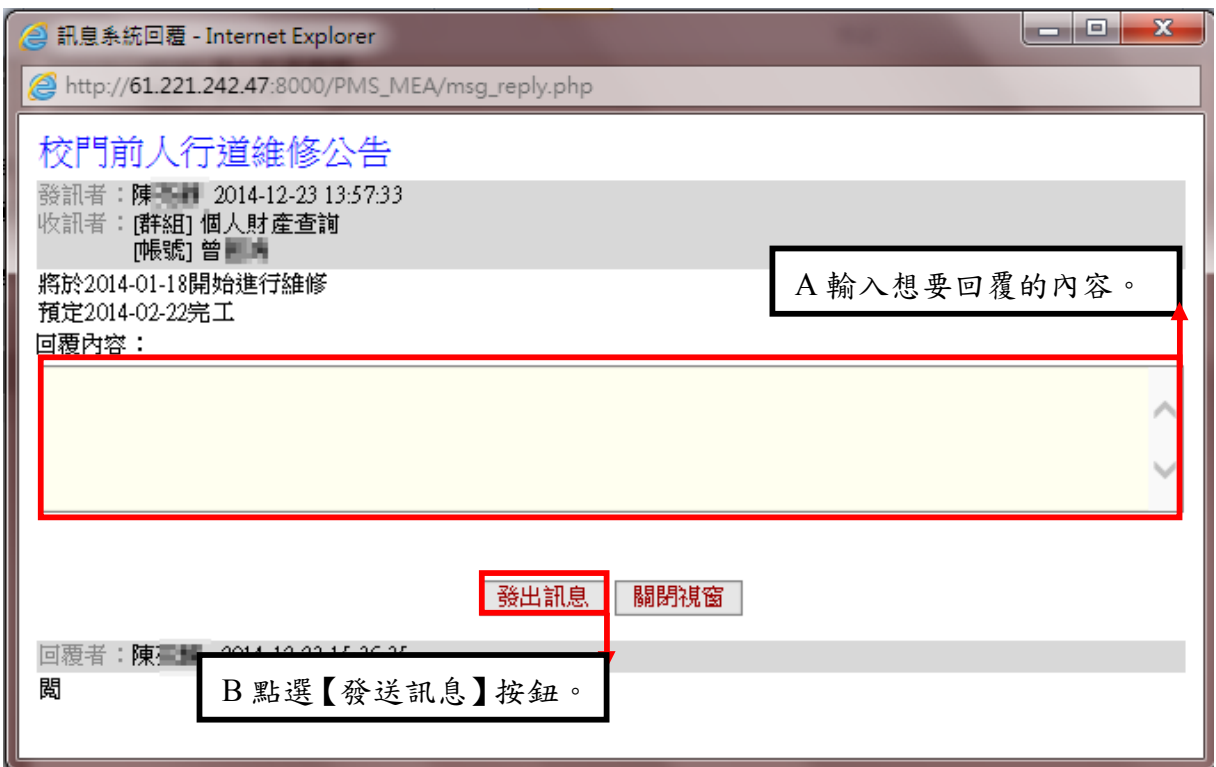 訊息系統回覆 - Internet Explorer
http://61.221.242.47:8000/PMS_MEA/msg_reply.php
校門前人行道維修公告
發訊者：陳 2014-12-23 13:57:33
收訊者：[群組] 個人財產查詢
[帳號] 曾
A 輸入想要回覆的內容。
將於2014-01-18開始進行維修
預定2014-02-22完工
回覆內容：
發出訊息 關閉視窗
回覆者：陳
B 點選【發送訊息】按鈕。
閱